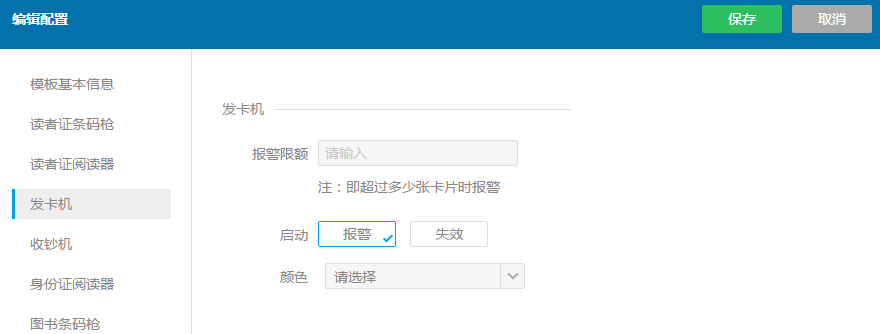 编辑配置
保存
取消
模板基本信息
读者证条码枪
读者证阅读器
发卡机
收钞机
身份证阅读器
图书条码枪
发卡机
报警限额
请输入
注：即超过多少张卡片时报警
启动
报警
失效
颜色
请选择